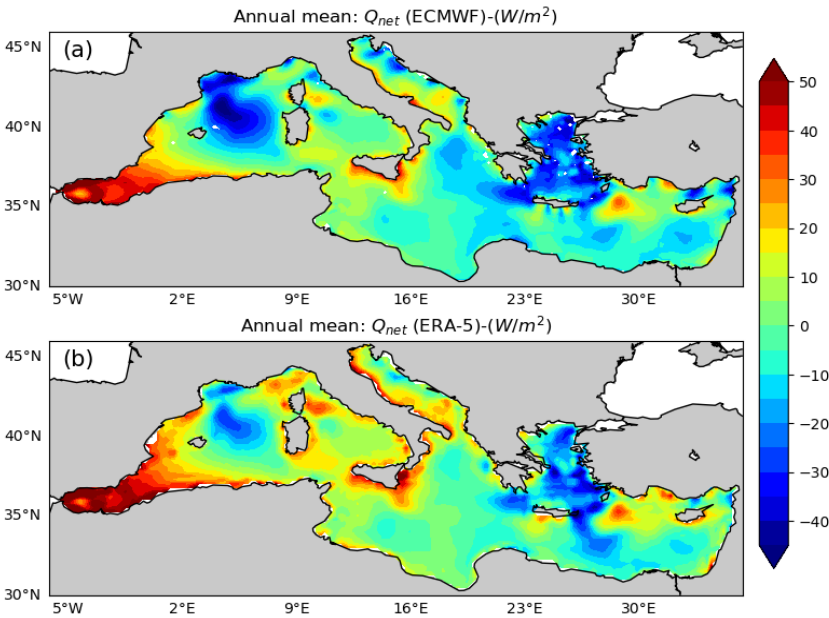 Annual mean: Q_net (ECMWF)-(W/m²)
(a)
45°N
40°N
35°N
30°N
5°W 2°E 9°E 16°E 23°E 30°E
Annual mean: Q_net (ERA-5)-(W/m²)
(b)
45°N
40°N
35°N
30°N
5°W 2°E 9°E 16°E 23°E 30°E
50
40
30
20
10
0
−10
−20
−30
−40